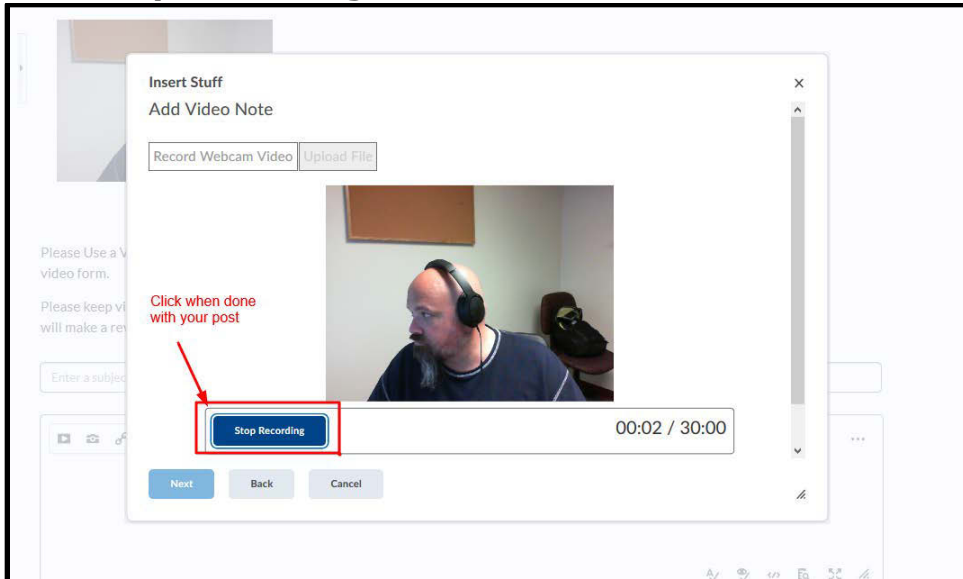 Insert Stuff
Add Video Note
Record Webcam Video Upload File
Please Use a V
video form.
Please keep vi
will make a rev
Click when done
with your post
Enter a subjec
Stop Recording 00:02 / 30:00
Next Back Cancel